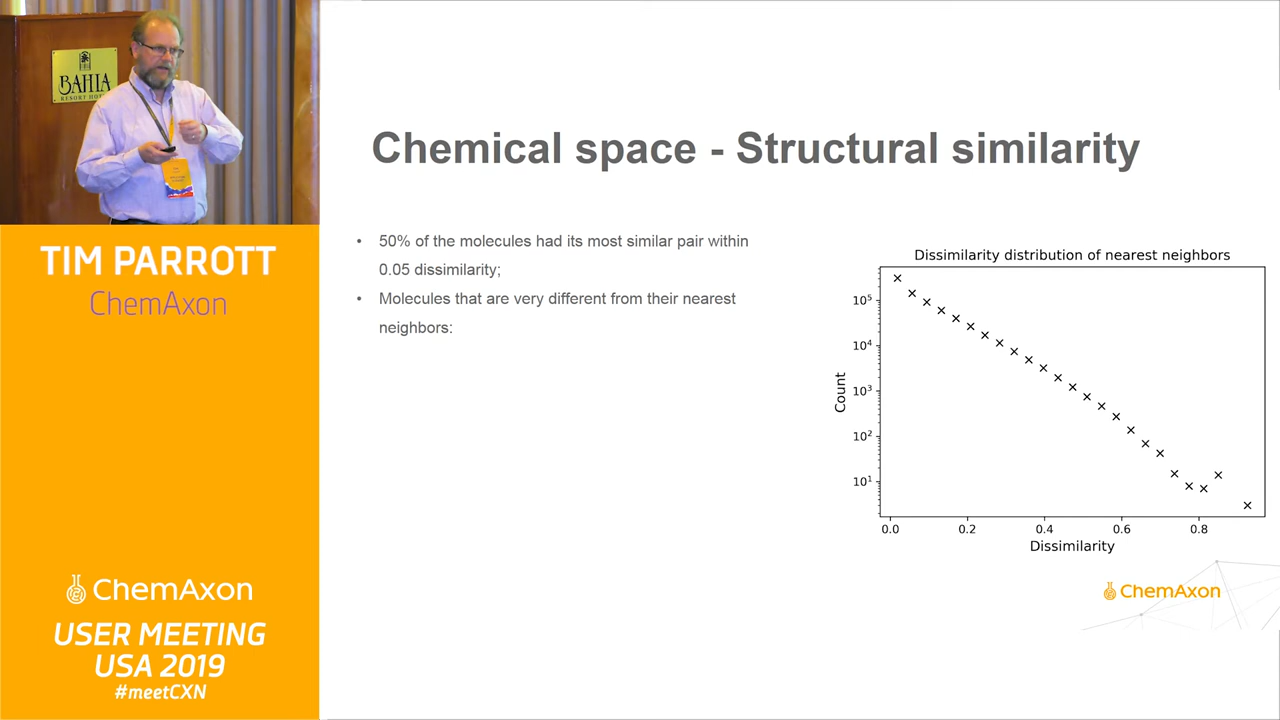 BAHIA
RESORT HOTEL
TIM PARROTT
ChemAxon
ChemAxon
USER MEETING
USA 2019
#meetCXN
Chemical space - Structural similarity
• 50% of the molecules had its most similar pair within
0.05 dissimilarity;
• Molecules that are very different from their nearest
neighbors:
Dissimilarity distribution of nearest neighbors
Count
10⁵
10⁴
10³
10²
10¹
0.0 0.2 0.4 0.6 0.8
Dissimilarity
ChemAxon